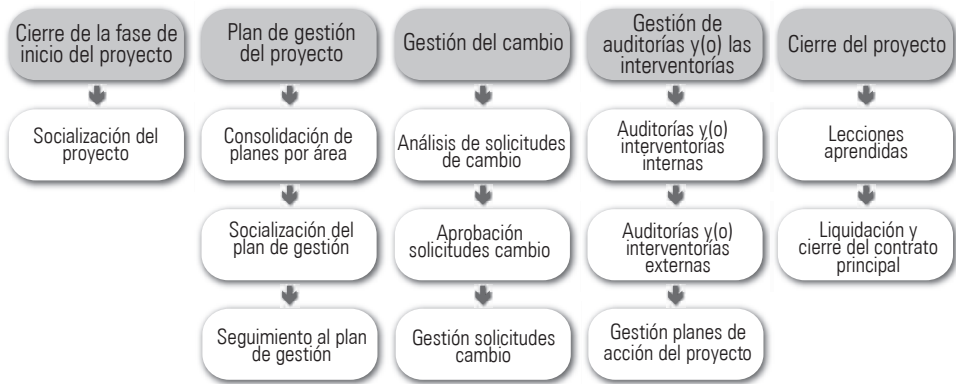 Cierre de la fase de
inicio del proyecto
Socialización del
proyecto
Plan de gestión
del proyecto
Consolidación de
planes por área
Socialización del
plan de gestión
Seguimiento al plan
de gestión
Gestión del cambio
Análisis de solicitudes
de cambio
Aprobación
solicitudes cambio
Gestión solicitudes
cambio
Gestión de
auditorías y(o) las
interventorías
Auditorías y(o)
interventorías
internas
Auditorías y(o)
interventorías
externas
Gestión planes de
acción del proyecto
Cierre del proyecto
Lecciones
aprendidas
Liquidación y
cierre del contrato
principal